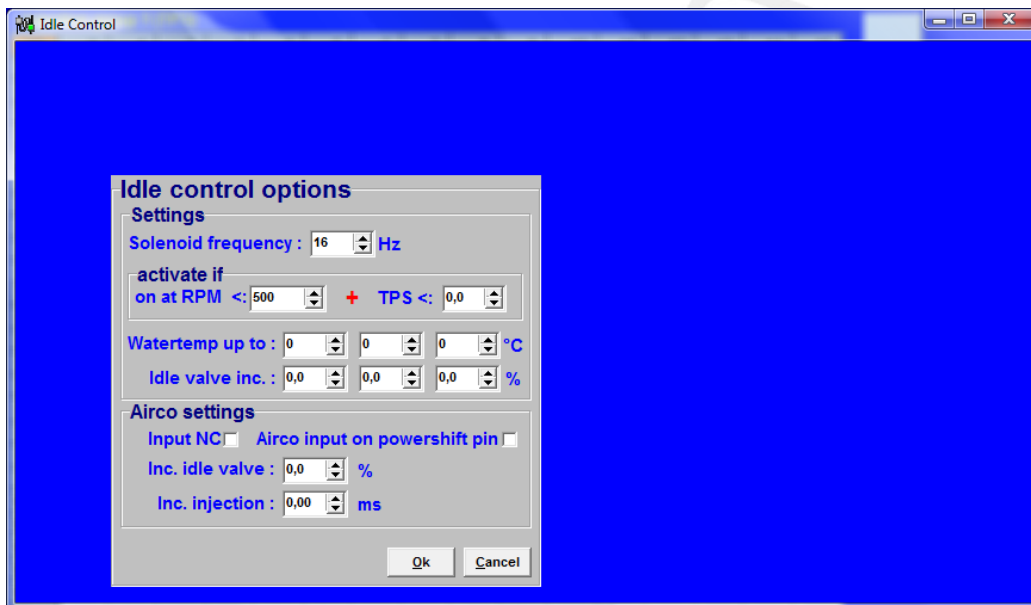 Idle Control
Idle control options
Settings
Solenoid frequency : 16 Hz
activate if
on at RPM <: 500 + TPS <: 0,0
Watertemp up to : 0 0 0 °C
Idle valve inc. : 0,0 0,0 0,0 %
Airco settings
Input NC Airco input on powershift pin
Inc. idle valve : 0,0 %
Inc. injection : 0,00 ms
Ok Cancel